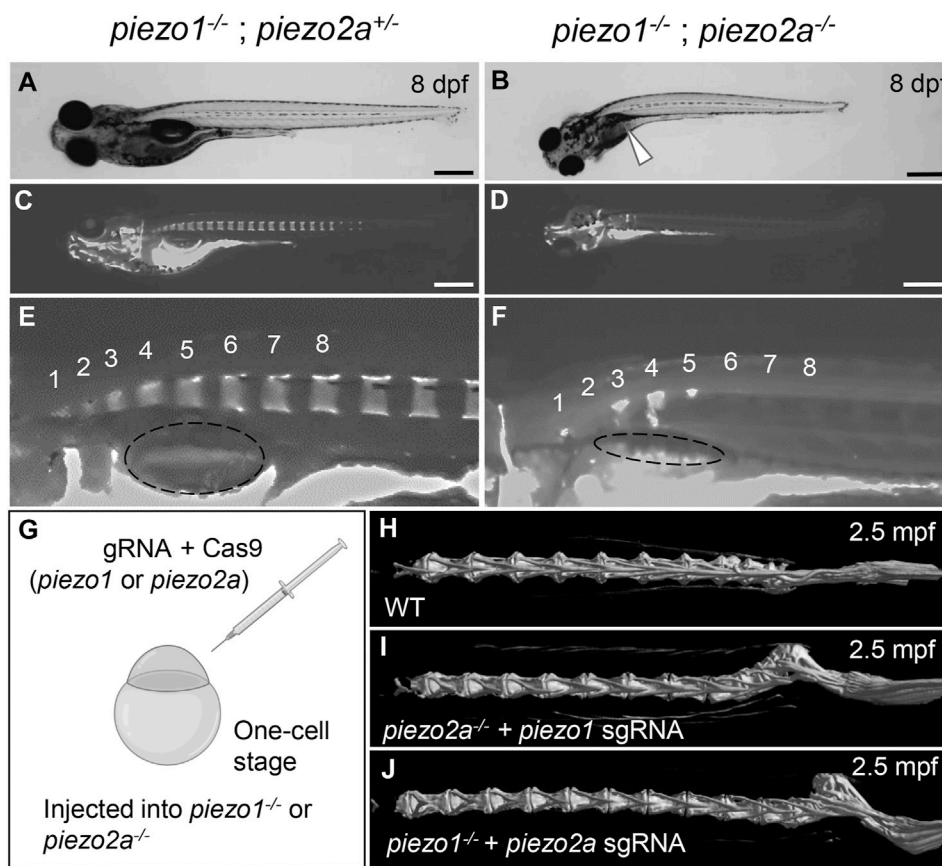 piezo1-/- ; piezo2a+/-
piezo1-/- ; piezo2a-/-
A
8 dpf
B
8 dpf
C
D
E
1 2 3 4 5 6 7 8
F
1 2 3 4 5 6 7 8
G
gRNA + Cas9
(piezo1 or piezo2a)
One-cell
stage
Injected into piezo1-/- or
piezo2a-/-
H
2.5 mpf
WT
I
2.5 mpf
piezo2a-/- + piezo1 sgRNA
J
2.5 mpf
piezo1-/- + piezo2a sgRNA